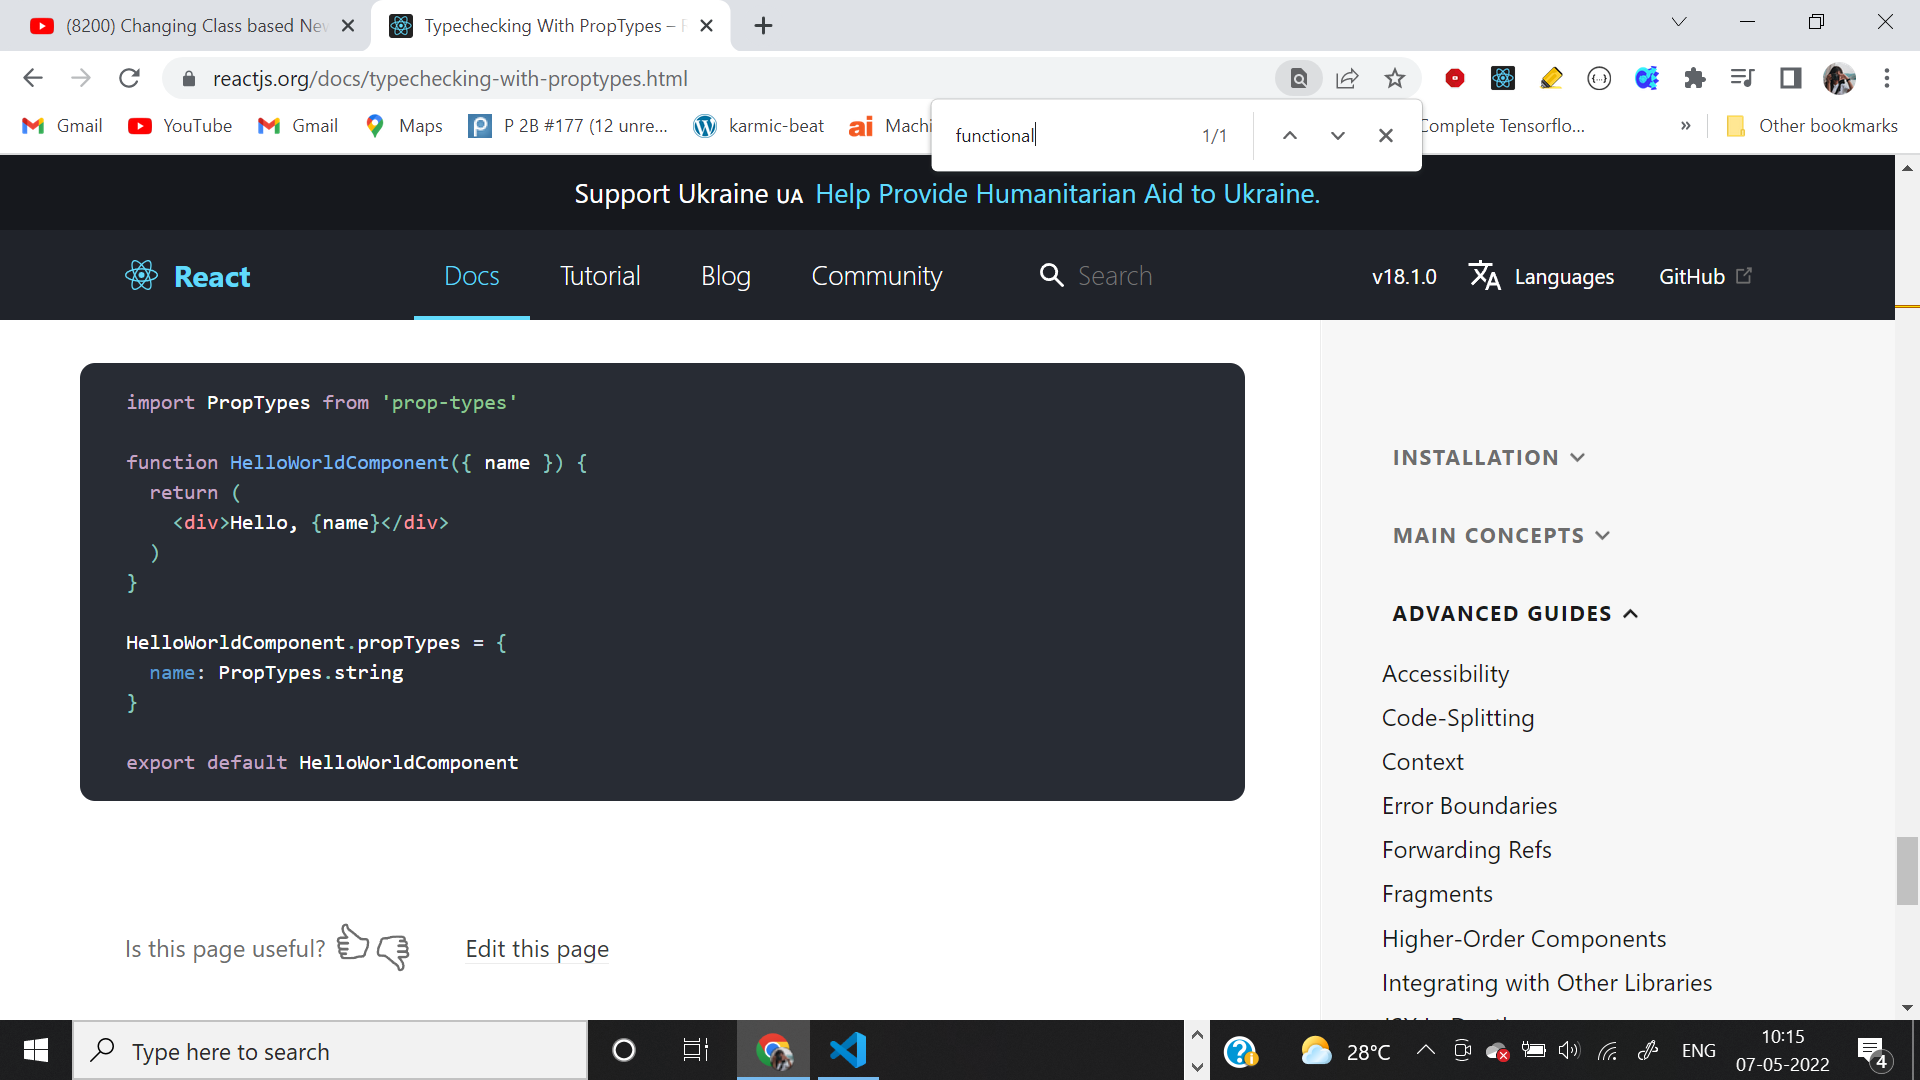 (8200) Changing Class based Nev
Typechecking With PropTypes –
reactjs.org/docs/typechecking-with-proptypes.html
Gmail
YouTube
Gmail
Maps
P 2B #177 (12 unre...
karmic-beat
ai Machi
Complete Tensorflo...
»
Other bookmarks
functional
1/1
Support Ukraine UA Help Provide Humanitarian Aid to Ukraine.
React
Docs
Tutorial
Blog
Community
Search
v18.1.0
Languages
GitHub
import PropTypes from 'prop-types'
function HelloWorldComponent({ name }) {
return (
<div>Hello, {name}</div>
)
}
HelloWorldComponent.propTypes = {
name: PropTypes.string
}
export default HelloWorldComponent
Is this page useful?
Edit this page
INSTALLATION
MAIN CONCEPTS
ADVANCED GUIDES
Accessibility
Code-Splitting
Context
Error Boundaries
Forwarding Refs
Fragments
Higher-Order Components
Integrating with Other Libraries
Type here to search
28°C
ENG
10:15
07-05-2022
4